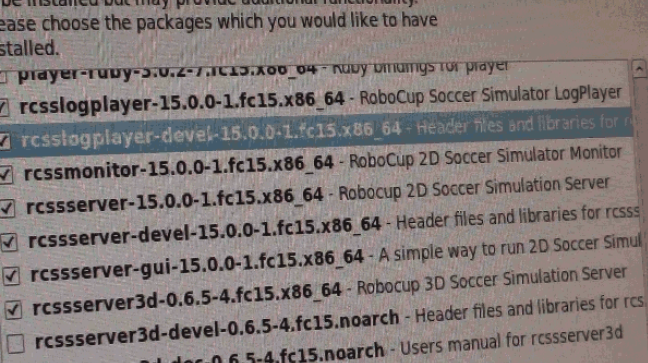 be installed but may provide additional functionality.
ease choose the packages which you would like to have
stalled.
player-ruby-3.0.2-7.fc15.x86_64 - Ruby bindings for player
rcsslogplayer-15.0.0-1.fc15.x86_64 - RoboCup Soccer Simulator LogPlayer
rcsslogplayer-devel-15.0.0-1.fc15.x86_64 - Header files and libraries for r
rcssmonitor-15.0.0-1.fc15.x86_64 - RoboCup 2D Soccer Simulator Monitor
rcssserver-15.0.0-1.fc15.x86_64 - Robocup 2D Soccer Simulation Server
rcssserver-devel-15.0.0-1.fc15.x86_64 - Header files and libraries for rcsss
rcssserver-gui-15.0.0-1.fc15.x86_64 - A simple way to run 2D Soccer Simul
rcssserver3d-0.6.5-4.fc15.x86_64 - Robocup 3D Soccer Simulation Server
rcssserver3d-devel-0.6.5-4.fc15.noarch - Header files and libraries for rcs
3d-doc-0.6.5-4.fc15.noarch - Users manual for rcssserver3d